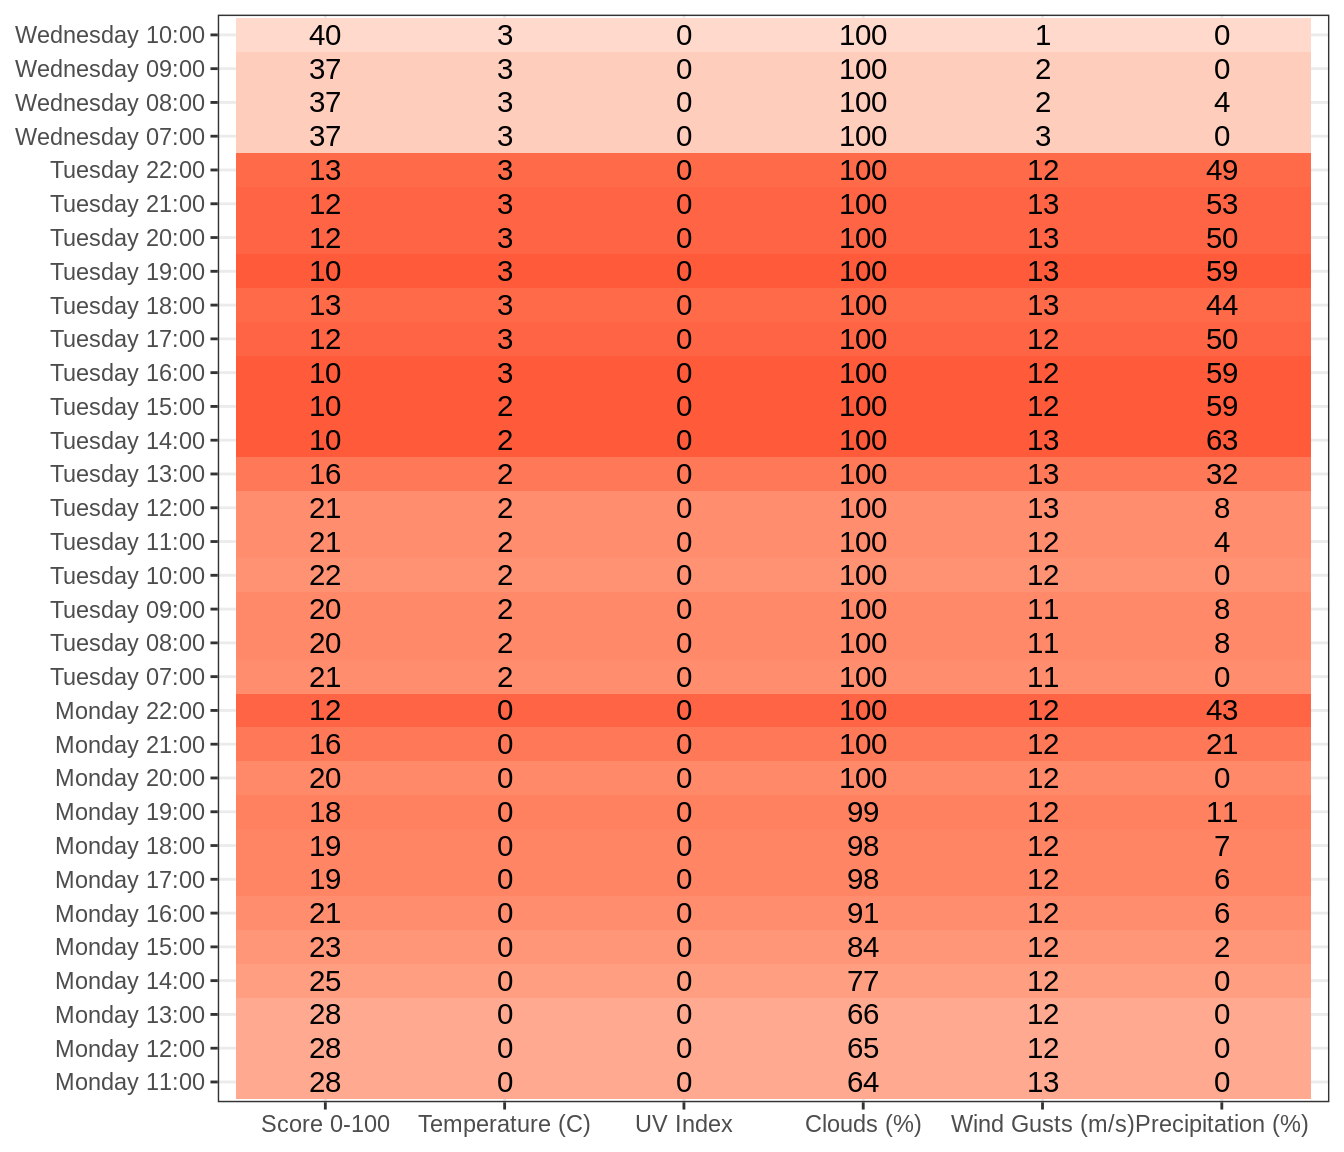 Wednesday 10:00 40 3 0 100 1 0
Wednesday 09:00 37 3 0 100 2 0
Wednesday 08:00 37 3 0 100 2 4
Wednesday 07:00 37 3 0 100 3 0
Tuesday 22:00 13 3 0 100 12 49
Tuesday 21:00 12 3 0 100 13 53
Tuesday 20:00 12 3 0 100 13 50
Tuesday 19:00 10 3 0 100 13 59
Tuesday 18:00 13 3 0 100 13 44
Tuesday 17:00 12 3 0 100 12 50
Tuesday 16:00 10 3 0 100 12 59
Tuesday 15:00 10 2 0 100 12 59
Tuesday 14:00 10 2 0 100 13 63
Tuesday 13:00 16 2 0 100 13 32
Tuesday 12:00 21 2 0 100 13 8
Tuesday 11:00 21 2 0 100 12 4
Tuesday 10:00 22 2 0 100 12 0
Tuesday 09:00 20 2 0 100 11 8
Tuesday 08:00 20 2 0 100 11 8
Tuesday 07:00 21 2 0 100 11 0
Monday 22:00 12 0 0 100 12 43
Monday 21:00 16 0 0 100 12 21
Monday 20:00 20 0 0 100 12 0
Monday 19:00 18 0 0 99 12 11
Monday 18:00 19 0 0 98 12 7
Monday 17:00 19 0 0 98 12 6
Monday 16:00 21 0 0 91 12 6
Monday 15:00 23 0 0 84 12 2
Monday 14:00 25 0 0 77 12 0
Monday 13:00 28 0 0 66 12 0
Monday 12:00 28 0 0 65 12 0
Monday 11:00 28 0 0 64 13 0
Score 0-100 Temperature (C) UV Index Clouds (%) Wind Gusts (m/s) Precipitation (%)